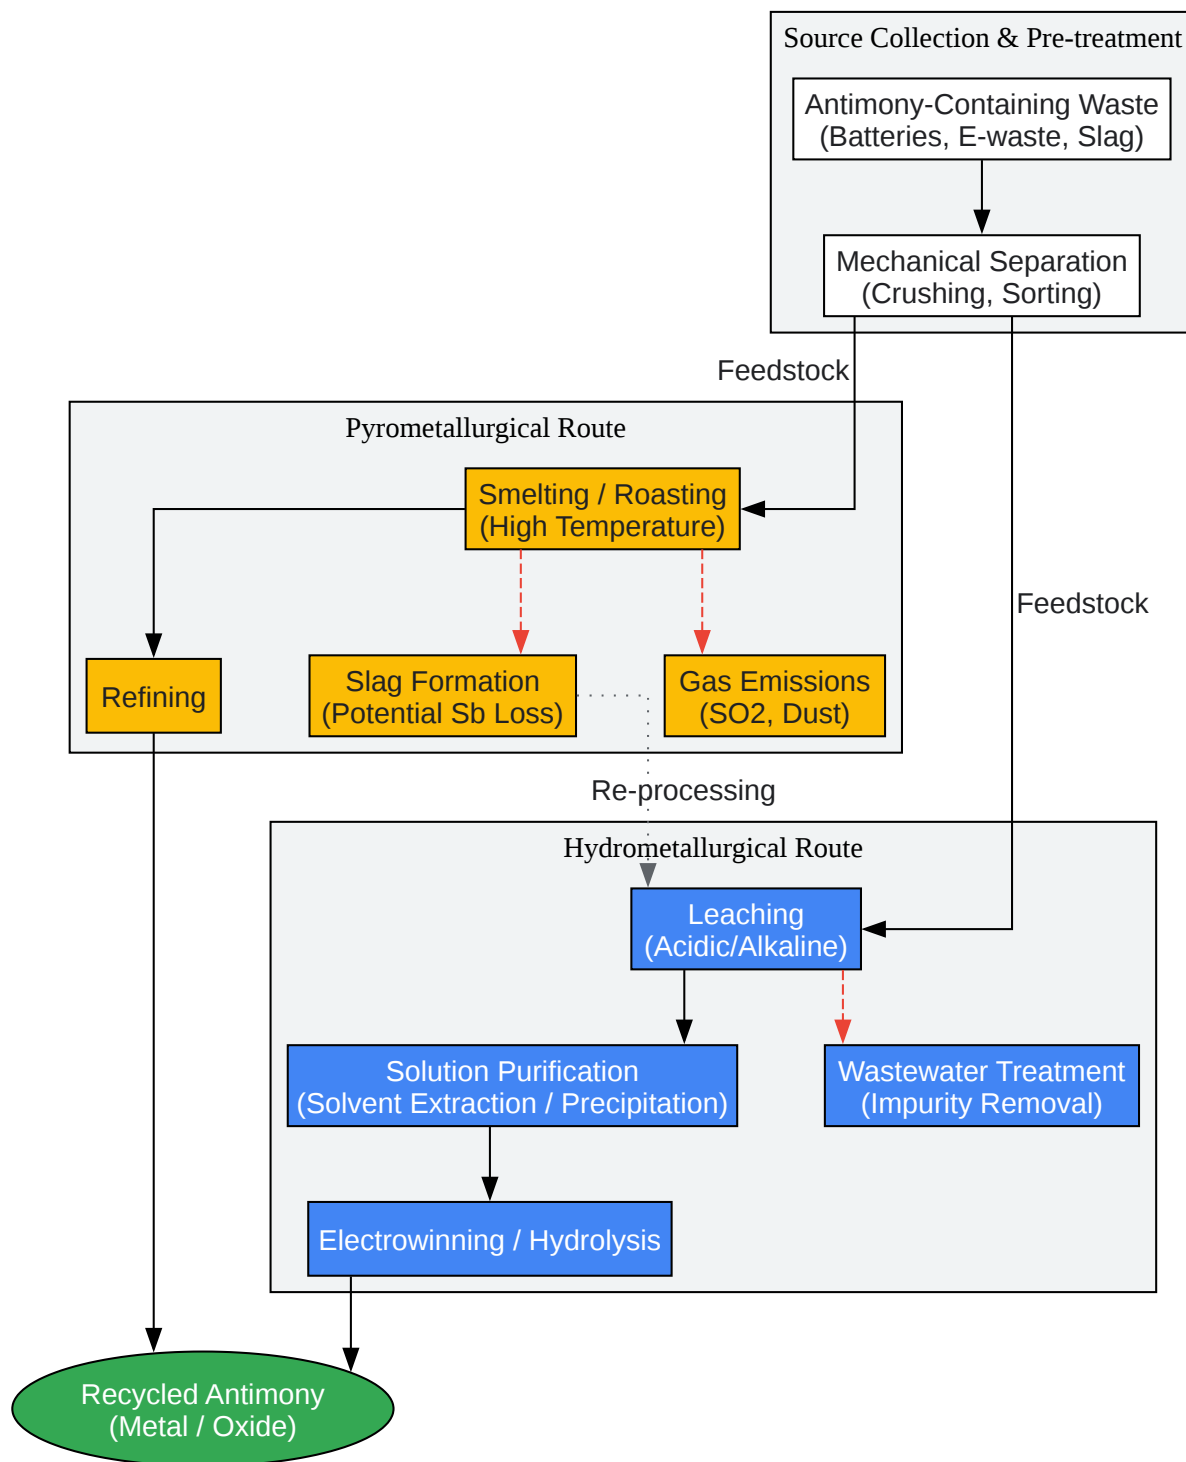 Source Collection & Pre-treatment
Antimony-Containing Waste
(Batteries, E-waste, Slag)
Mechanical Separation
(Crushing, Sorting)
Feedstock
Pyrometallurgical Route
Smelting / Roasting
(High Temperature)
Feedstock
Refining
Slag Formation
(Potential Sb Loss)
Gas Emissions
(SO2, Dust)
Re-processing
Hydrometallurgical Route
Leaching
(Acidic/Alkaline)
Solution Purification
(Solvent Extraction / Precipitation)
Wastewater Treatment
(Impurity Removal)
Electrowinning / Hydrolysis
Recycled Antimony
(Metal / Oxide)